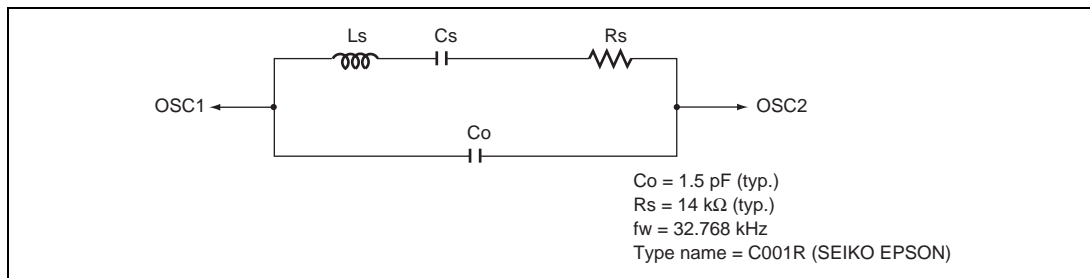 Ls
Cs
Rs
OSC1
OSC2
Co
Co = 1.5 pF (typ.)
Rs = 14 kΩ (typ.)
fw = 32.768 kHz
Type name = C001R (SEIKO EPSON)